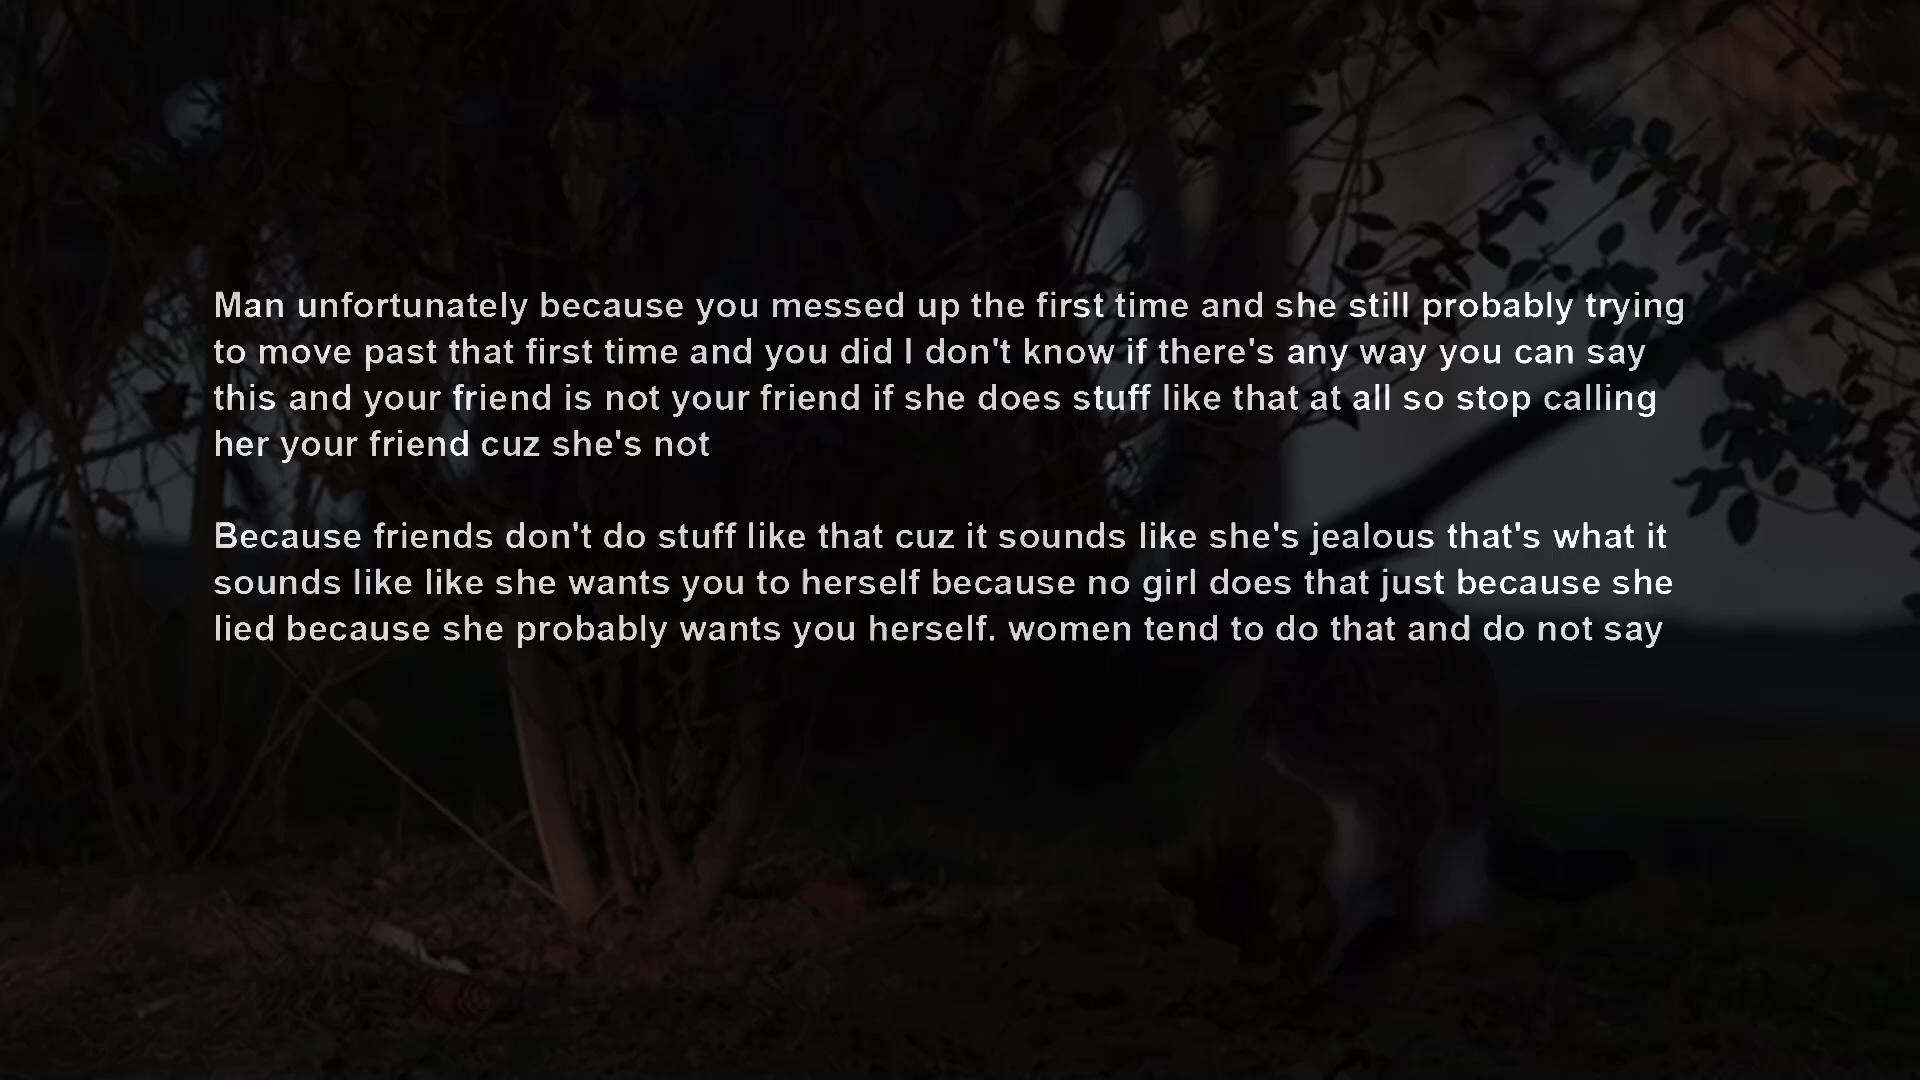 Man unfortunately because you messed up the first time and she still probably trying
to move past that first time and you did I don't know if there's any way you can say
this and your friend is not your friend if she does stuff like that at all so stop calling
her your friend cuz she's not
Because friends don't do stuff like that cuz it sounds like she's jealous that's what it
sounds like like she wants you to herself because no girl does that just because she
lied because she probably wants you herself. women tend to do that and do not say